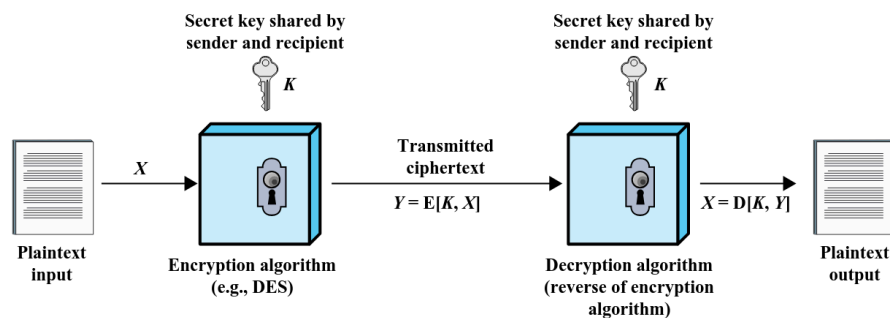 Secret key shared by
sender and recipient
K
Secret key shared by
sender and recipient
K
X
Transmitted
ciphertext
Y = E[K, X]
X = D[K, Y]
Plaintext
input
Encryption algorithm
(e.g., DES)
Decryption algorithm
(reverse of encryption
algorithm)
Plaintext
output